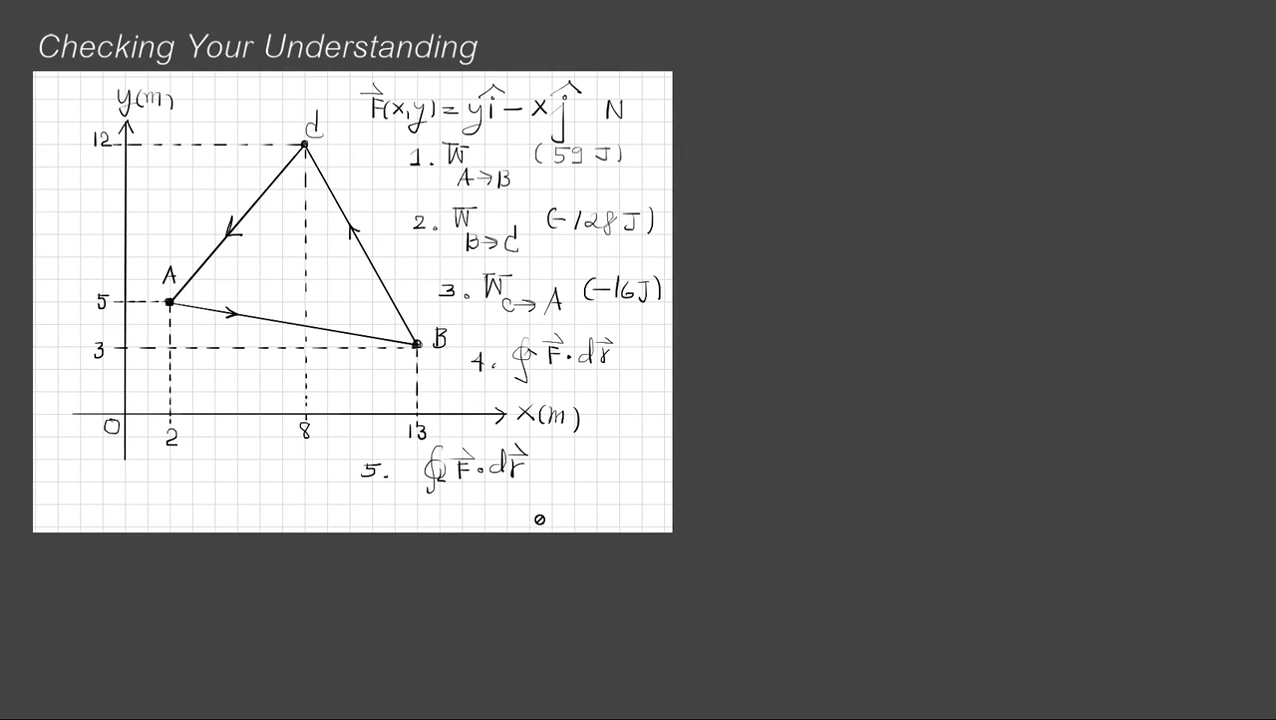 Checking Your Understanding
y(m)
F⃗(x,y) = yî - xĵ N
12
C
1. W A→B (59 J)
2. W B→C (-128 J)
A
3. W C→A (-16 J)
5
3
B
4. ∮ F⃗·dr⃗
0
2
8
13
X(m)
5. ∮ F⃗·dr⃗